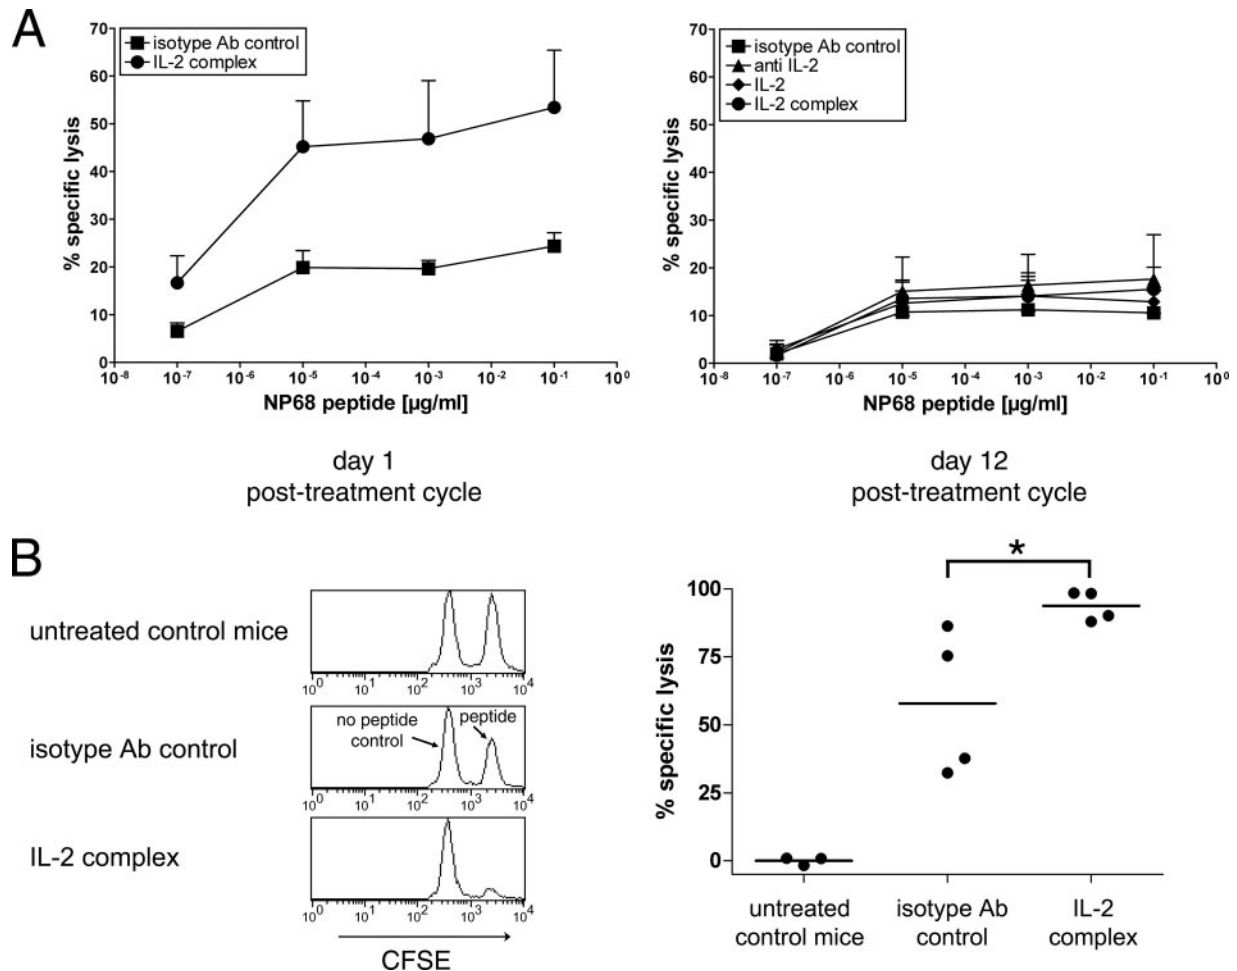 A
70
60
50
40
30
20
10
0
% specific lysis
isotype Ab control
IL-2 complex
10⁻⁸ 10⁻⁷ 10⁻⁶ 10⁻⁵ 10⁻⁴ 10⁻³ 10⁻² 10⁻¹ 10⁰
NP68 peptide [µg/ml]
day 1
post-treatment cycle
70
60
50
40
30
20
10
0
% specific lysis
isotype Ab control
anti IL-2
IL-2
IL-2 complex
10⁻⁸ 10⁻⁷ 10⁻⁶ 10⁻⁵ 10⁻⁴ 10⁻³ 10⁻² 10⁻¹ 10⁰
NP68 peptide [µg/ml]
day 12
post-treatment cycle
B
untreated control mice
10⁰ 10¹ 10² 10³ 10⁴
isotype Ab control
no peptide
control
peptide
10⁰ 10¹ 10² 10³ 10⁴
IL-2 complex
10⁰ 10¹ 10² 10³ 10⁴
CFSE
*
100
75
50
25
0
% specific lysis
untreated
control mice
isotype Ab
control
IL-2
complex